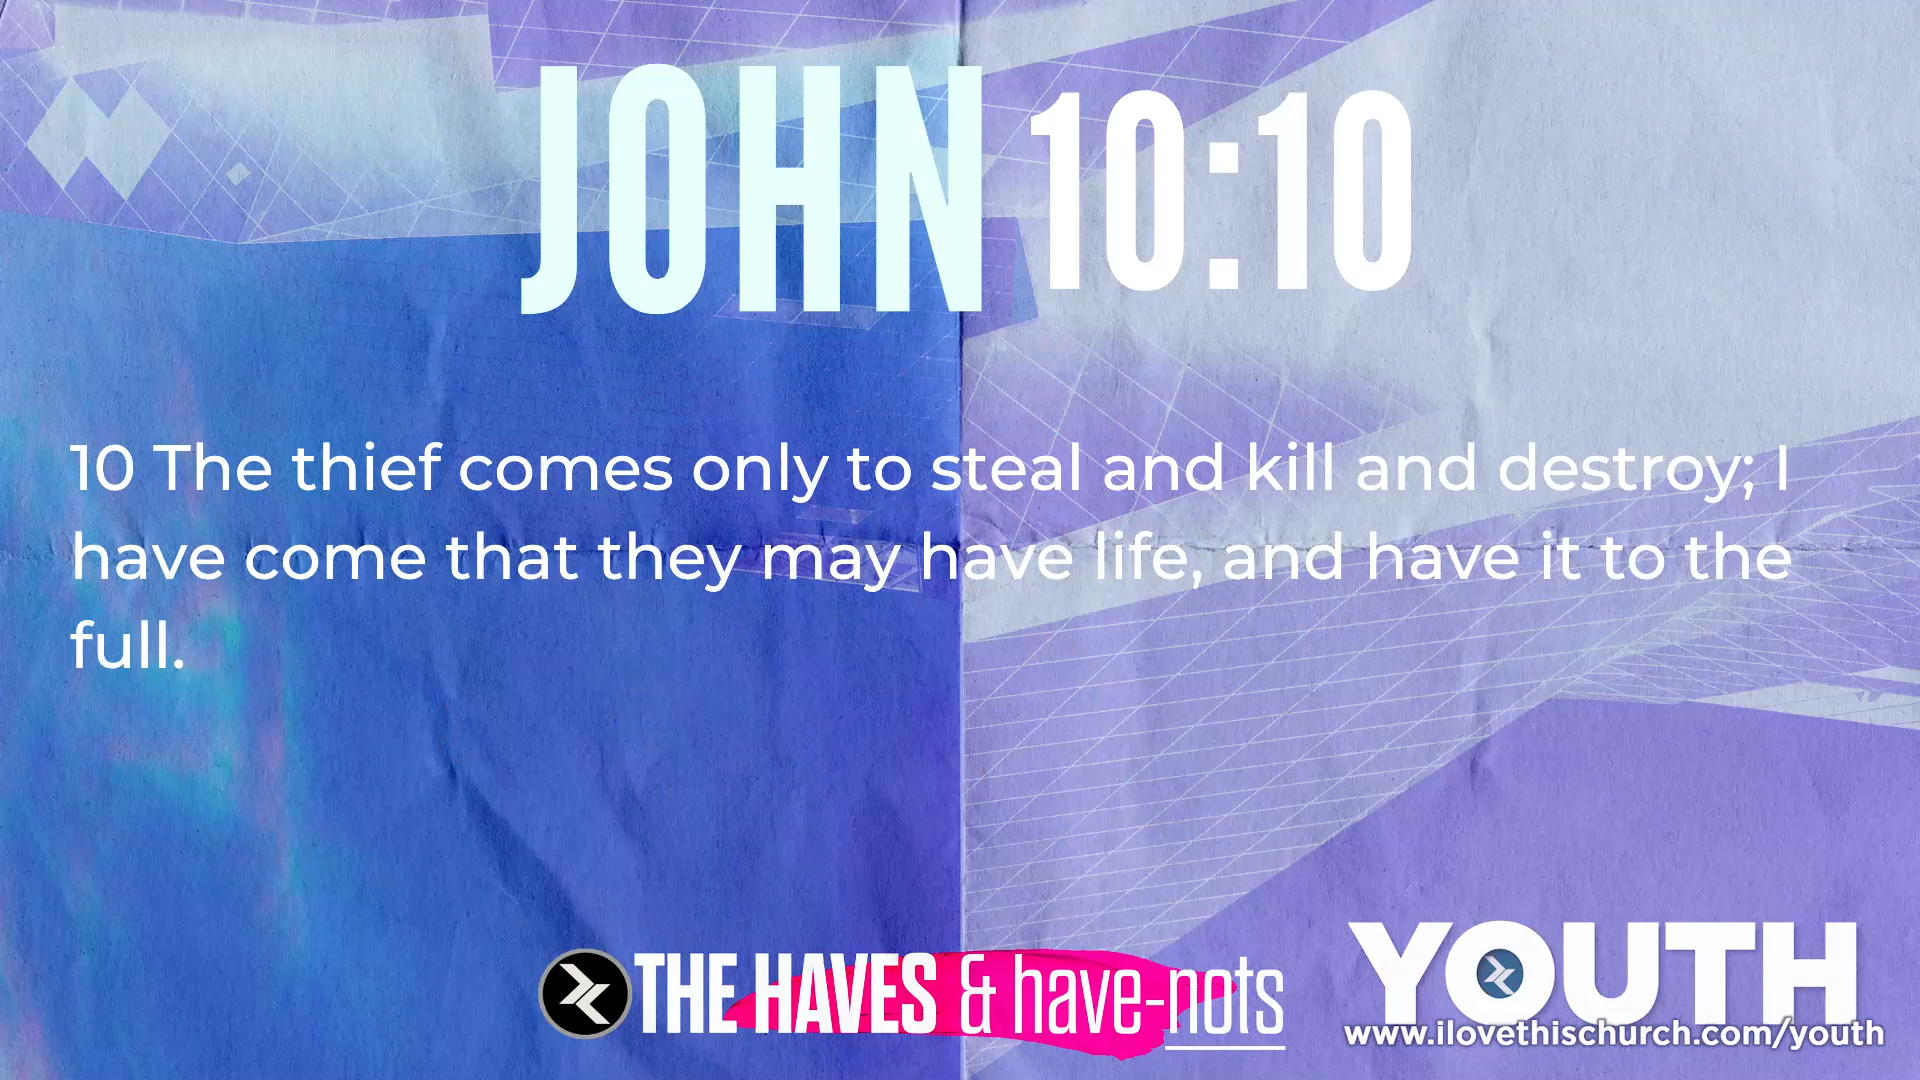 JOHN 10:10
10 The thief comes only to steal and kill and destroy; I
have come that they may have life, and have it to the
full.
THE HAVES & have-nots
YOUTH
www.ilovethischurch.com/youth